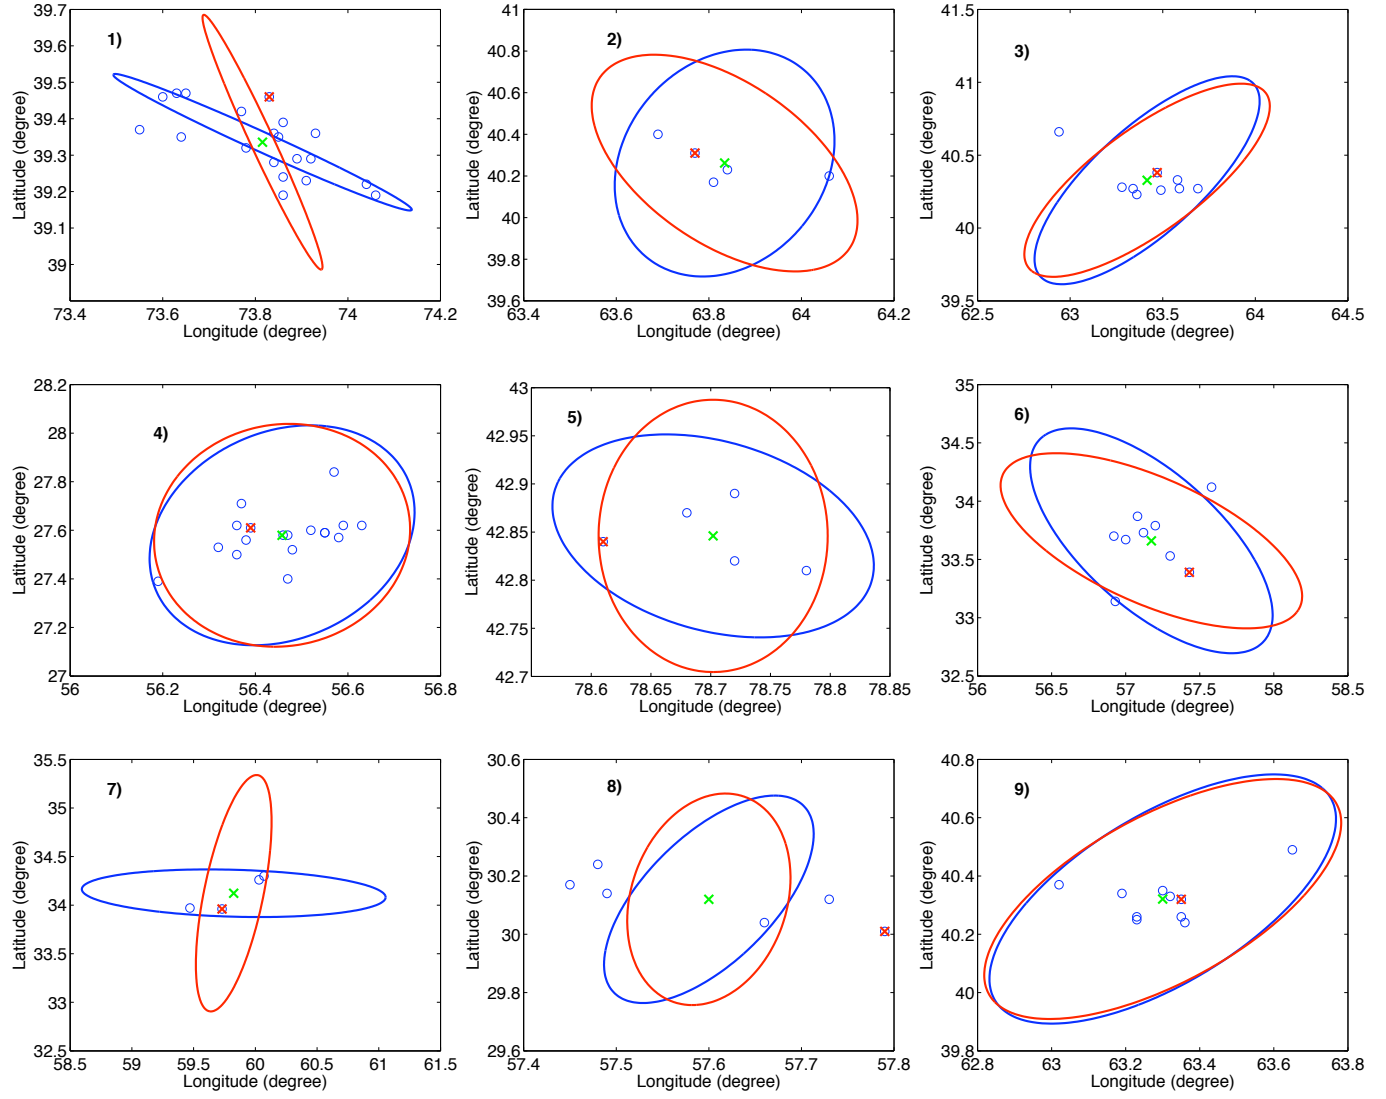 1)
39.7
39.6
39.5
39.4
39.3
39.2
39.1
39
73.4 73.6 73.8 74 74.2
Longitude (degree)
Latitude (degree)
2)
41
40.8
40.6
40.4
40.2
40
39.8
39.6
63.4 63.6 63.8 64 64.2
Longitude (degree)
Latitude (degree)
3)
41.5
41
40.5
40
39.5
62.5 63 63.5 64 64.5
Longitude (degree)
Latitude (degree)
4)
28.2
28
27.8
27.6
27.4
27.2
27
56 56.2 56.4 56.6 56.8
Longitude (degree)
Latitude (degree)
5)
43
42.95
42.9
42.85
42.8
42.75
42.7
78.6 78.65 78.7 78.75 78.8 78.85
Longitude (degree)
Latitude (degree)
6)
35
34.5
34
33.5
33
32.5
56 56.5 57 57.5 58 58.5
Longitude (degree)
Latitude (degree)
7)
35.5
35
34.5
34
33.5
33
32.5
58.5 59 59.5 60 60.5 61 61.5
Longitude (degree)
Latitude (degree)
8)
30.6
30.4
30.2
30
29.8
29.6
57.4 57.5 57.6 57.7 57.8
Longitude (degree)
Latitude (degree)
9)
40.8
40.6
40.4
40.2
40
39.8
62.8 63 63.2 63.4 63.6 63.8
Longitude (degree)
Latitude (degree)